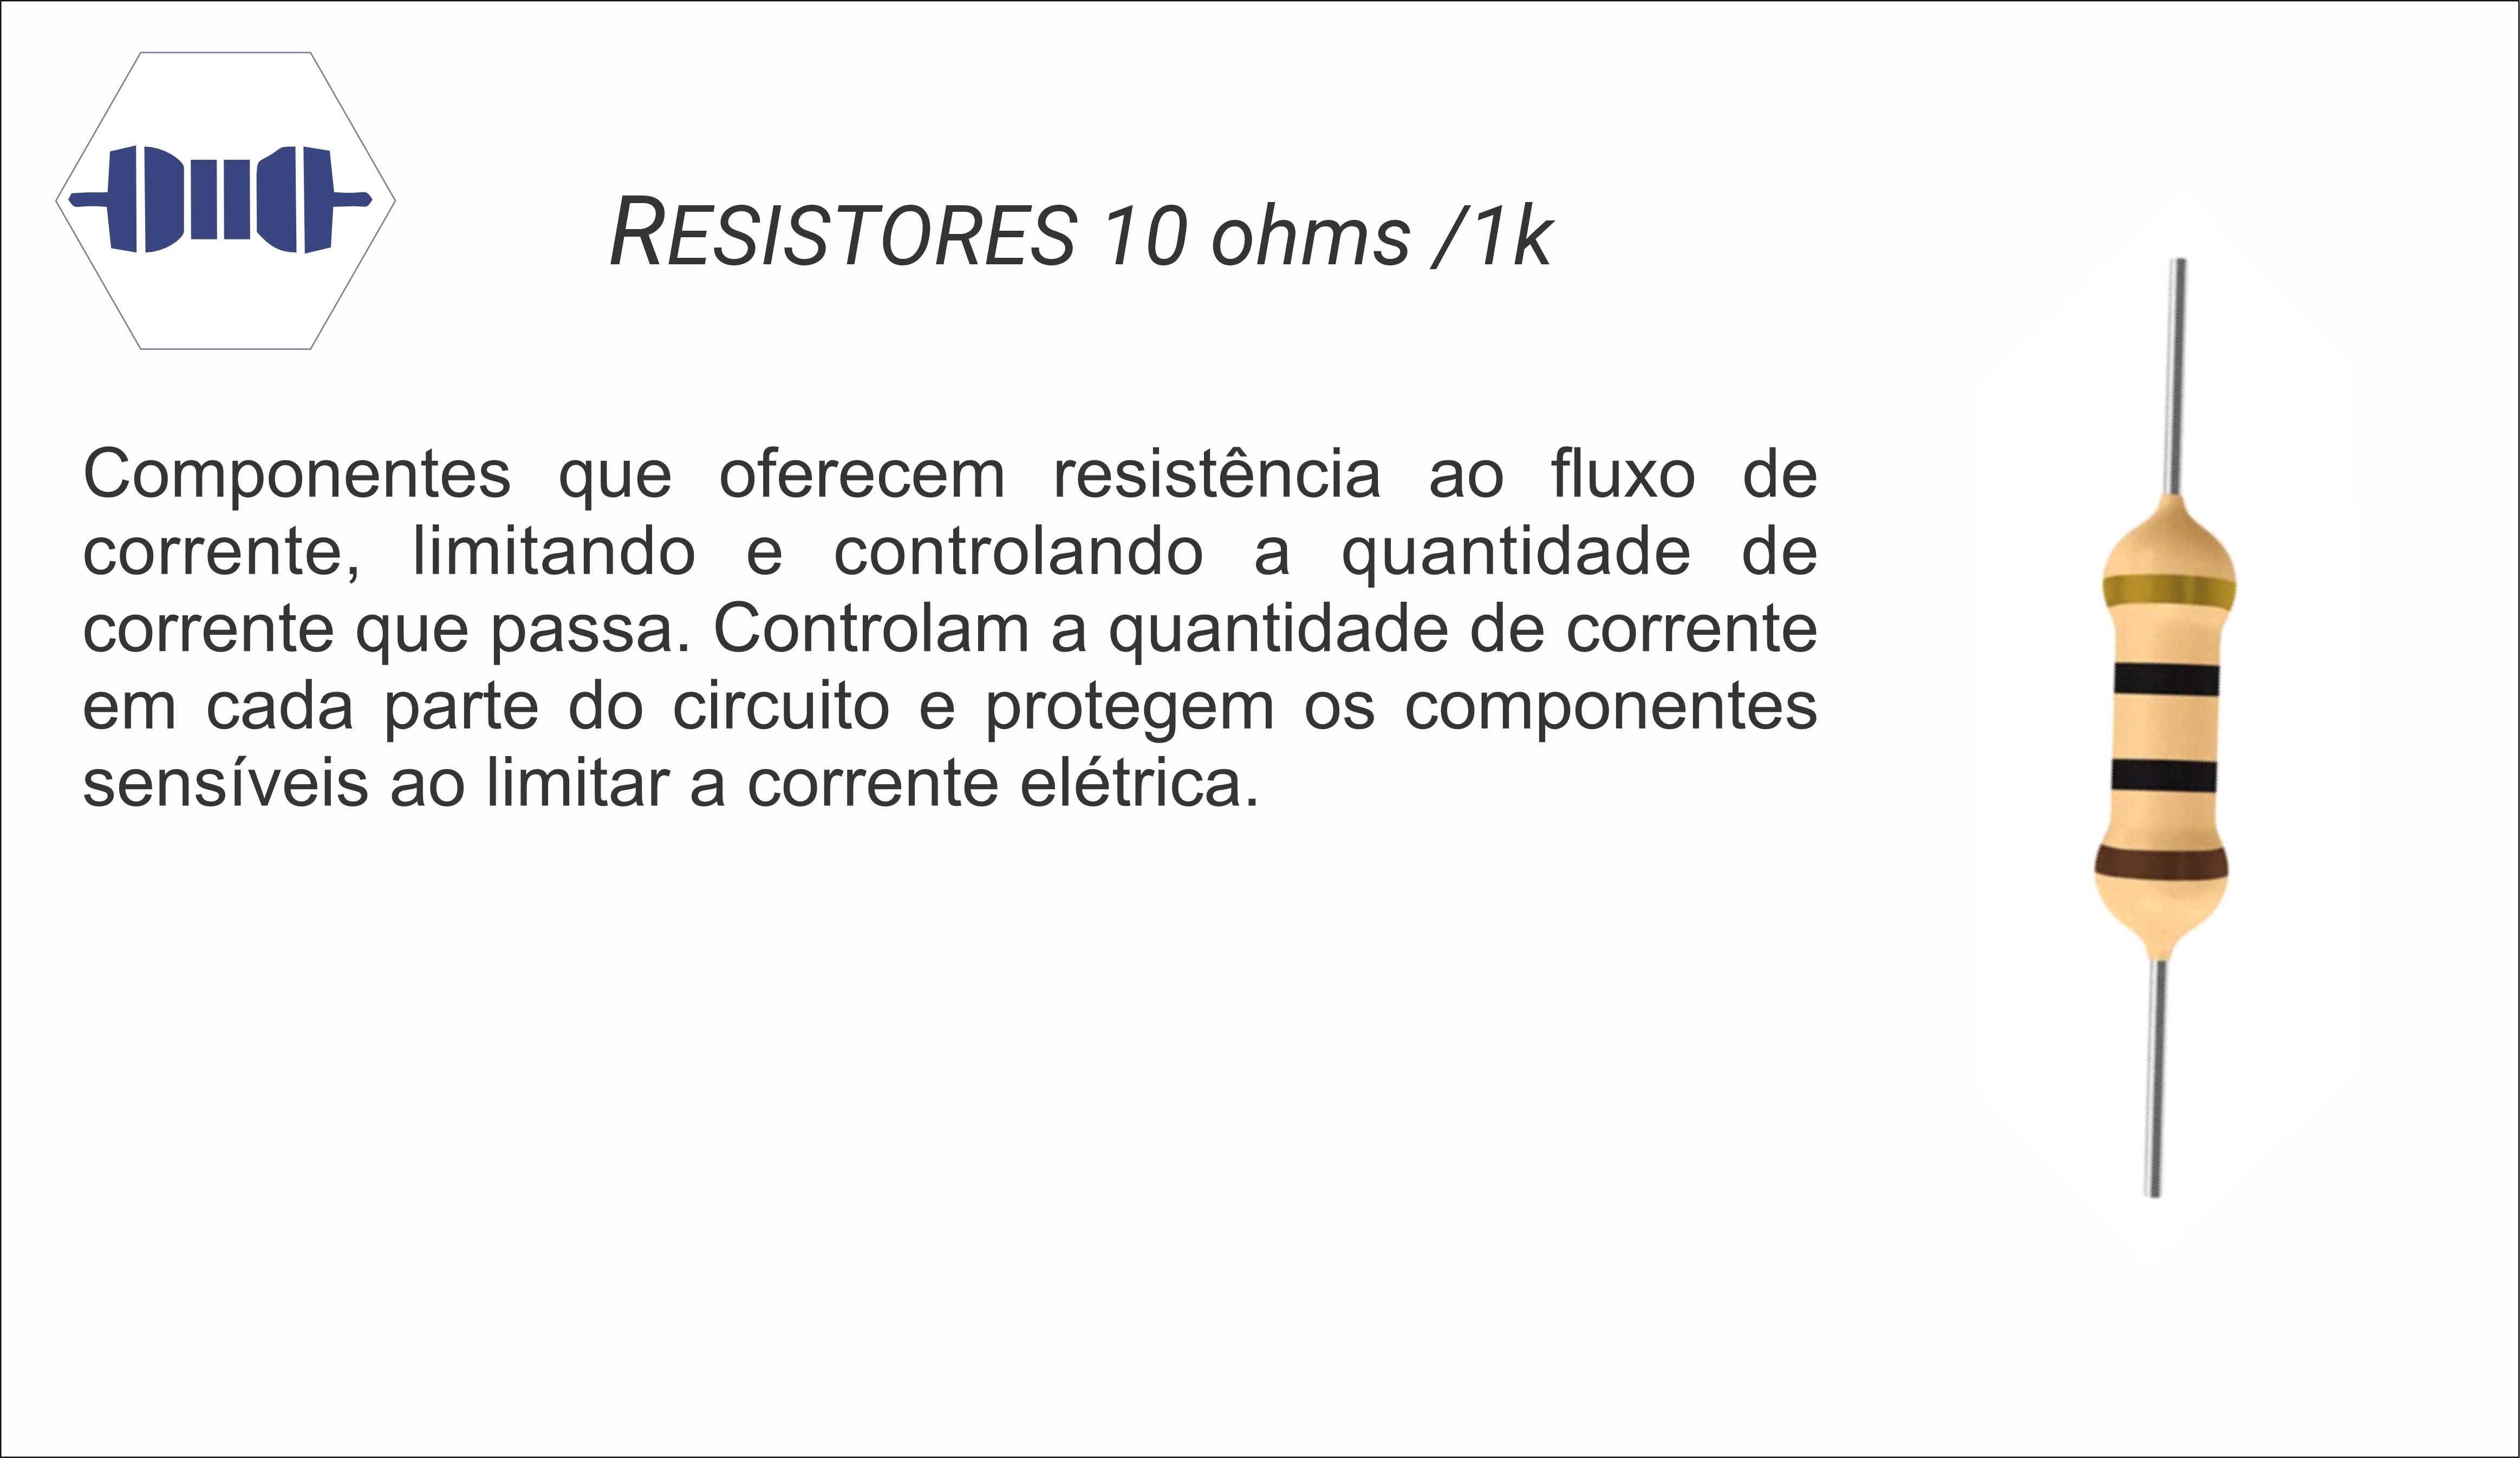 RESISTORES 10 ohms /1k
Componentes que oferecem resistência ao fluxo de
corrente, limitando e controlando a quantidade de
corrente que passa. Controlam a quantidade de corrente
em cada parte do circuito e protegem os componentes
sensíveis ao limitar a corrente elétrica.